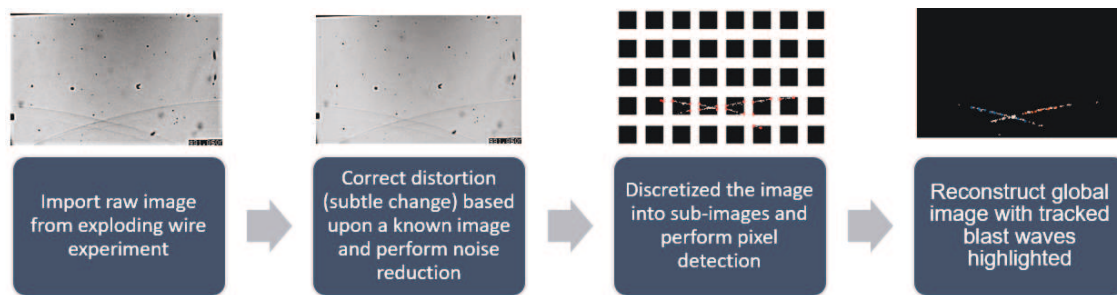 Import raw image
from exploding wire
experiment
Correct distortion
(subtle change) based
upon a known image
and perform noise
reduction
Discretized the image
into sub-images and
perform pixel
detection
Reconstruct global
image with tracked
blast waves
highlighted